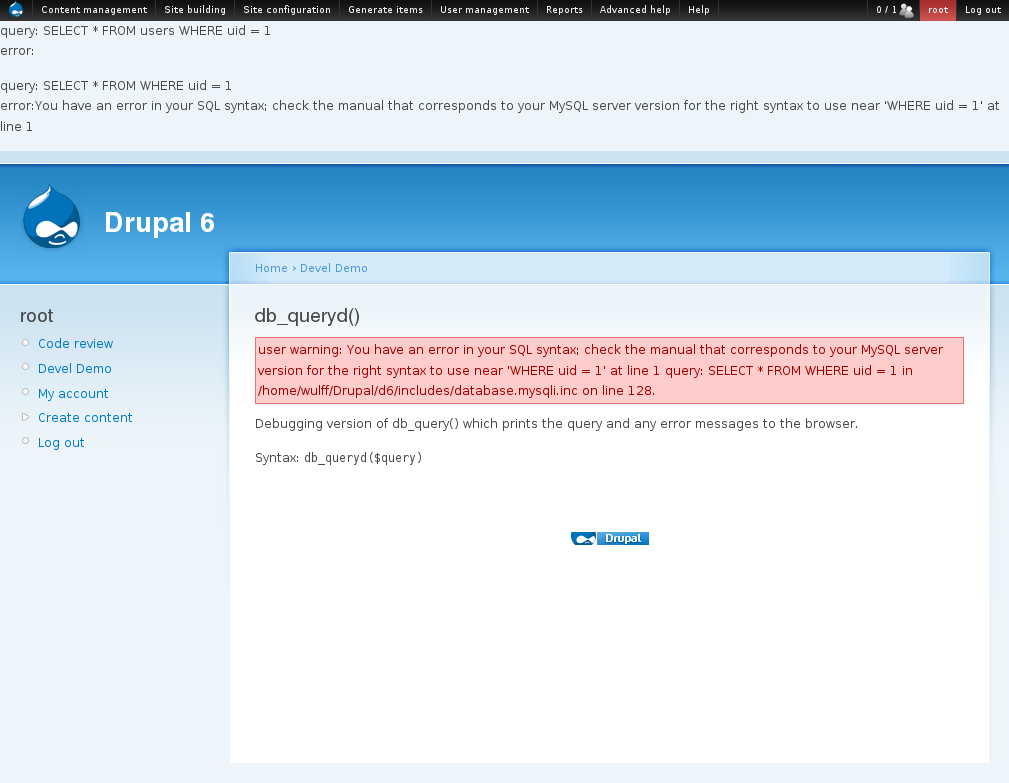 Content management Site building Site configuration Generate items User management Reports Advanced help Help 0 / 1 root Log out
query: SELECT * FROM users WHERE uid = 1
error:
query: SELECT * FROM WHERE uid = 1
error:You have an error in your SQL syntax; check the manual that corresponds to your MySQL server version for the right syntax to use near 'WHERE uid = 1' at
line 1
Drupal 6
Home › Devel Demo
root
Code review
Devel Demo
My account
Create content
Log out
db_queryd()
user warning: You have an error in your SQL syntax; check the manual that corresponds to your MySQL server
version for the right syntax to use near 'WHERE uid = 1' at line 1 query: SELECT * FROM WHERE uid = 1 in
/home/wulff/Drupal/d6/includes/database.mysqli.inc on line 128.
Debugging version of db_query() which prints the query and any error messages to the browser.
Syntax: db_queryd($query)
Drupal